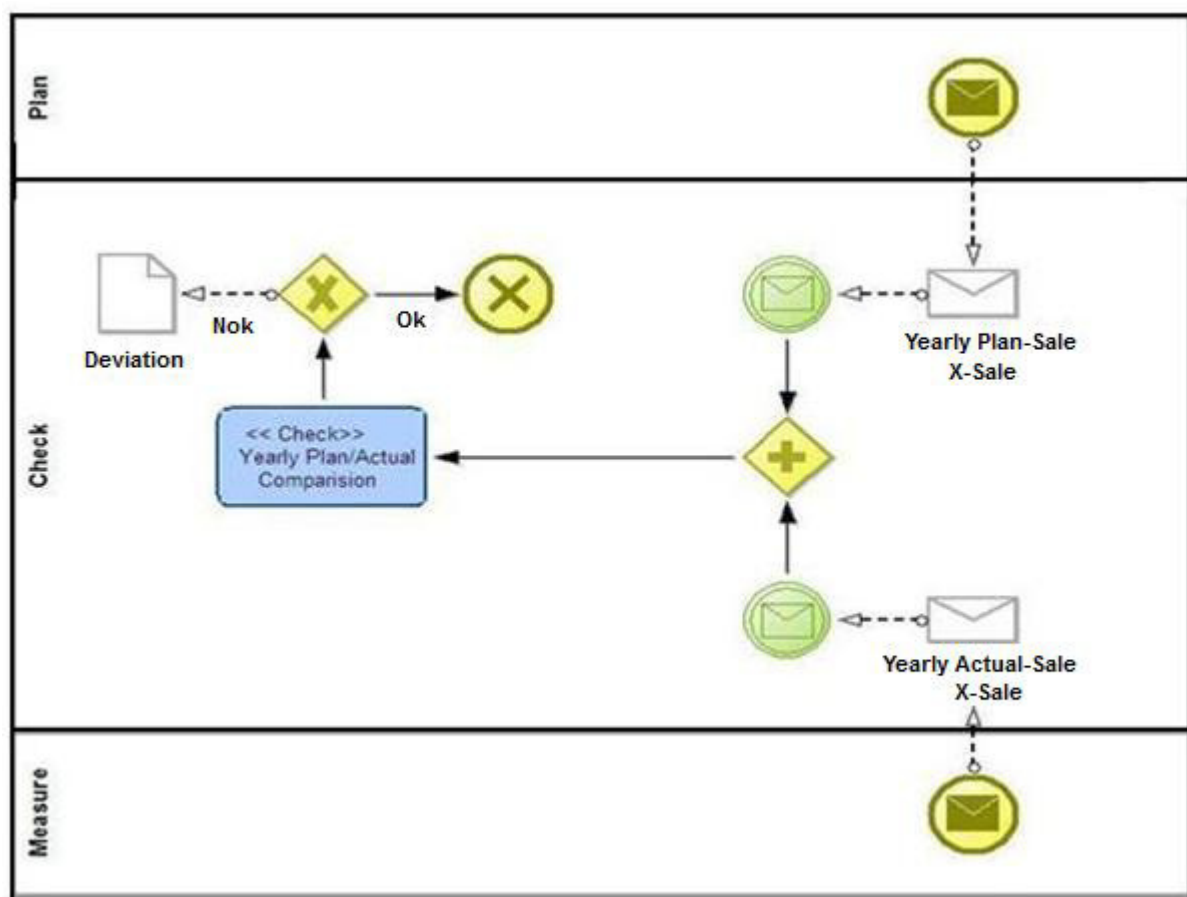 Plan
Check
Measure
Nok
Ok
Deviation
Yearly Plan-Sale
X-Sale
<< Check>>
Yearly Plan/Actual
Comparision
Yearly Actual-Sale
X-Sale